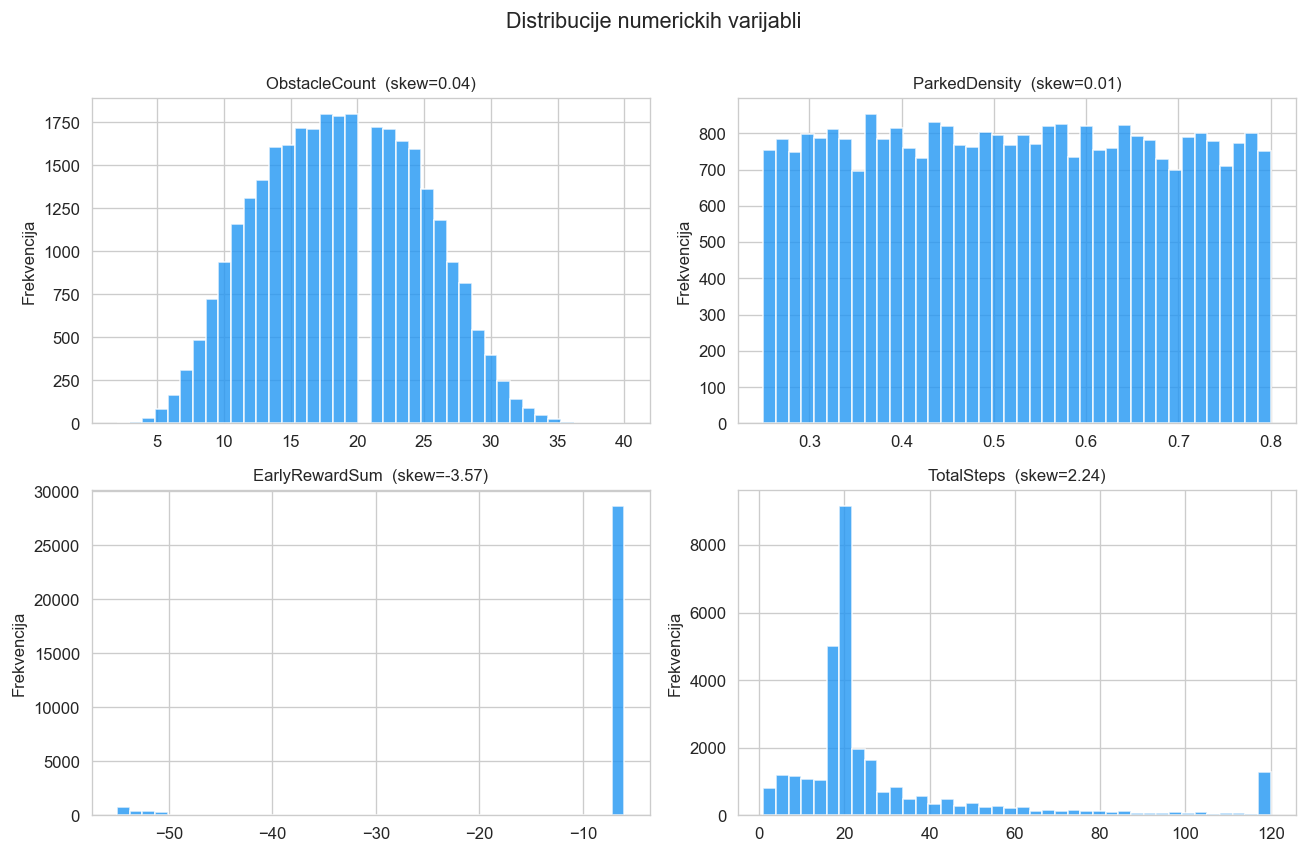 Distribucije numerickih varijabli
ObstacleCount (skew=0.04)
Frekvencija
1750
1500
1250
1000
750
500
250
0
5 10 15 20 25 30 35 40
ParkedDensity (skew=0.01)
Frekvencija
800
700
600
500
400
300
200
100
0
0.3 0.4 0.5 0.6 0.7 0.8
EarlyRewardSum (skew=-3.57)
Frekvencija
30000
25000
20000
15000
10000
5000
0
−50 −40 −30 −20 −10
TotalSteps (skew=2.24)
Frekvencija
8000
6000
4000
2000
0
0 20 40 60 80 100 120